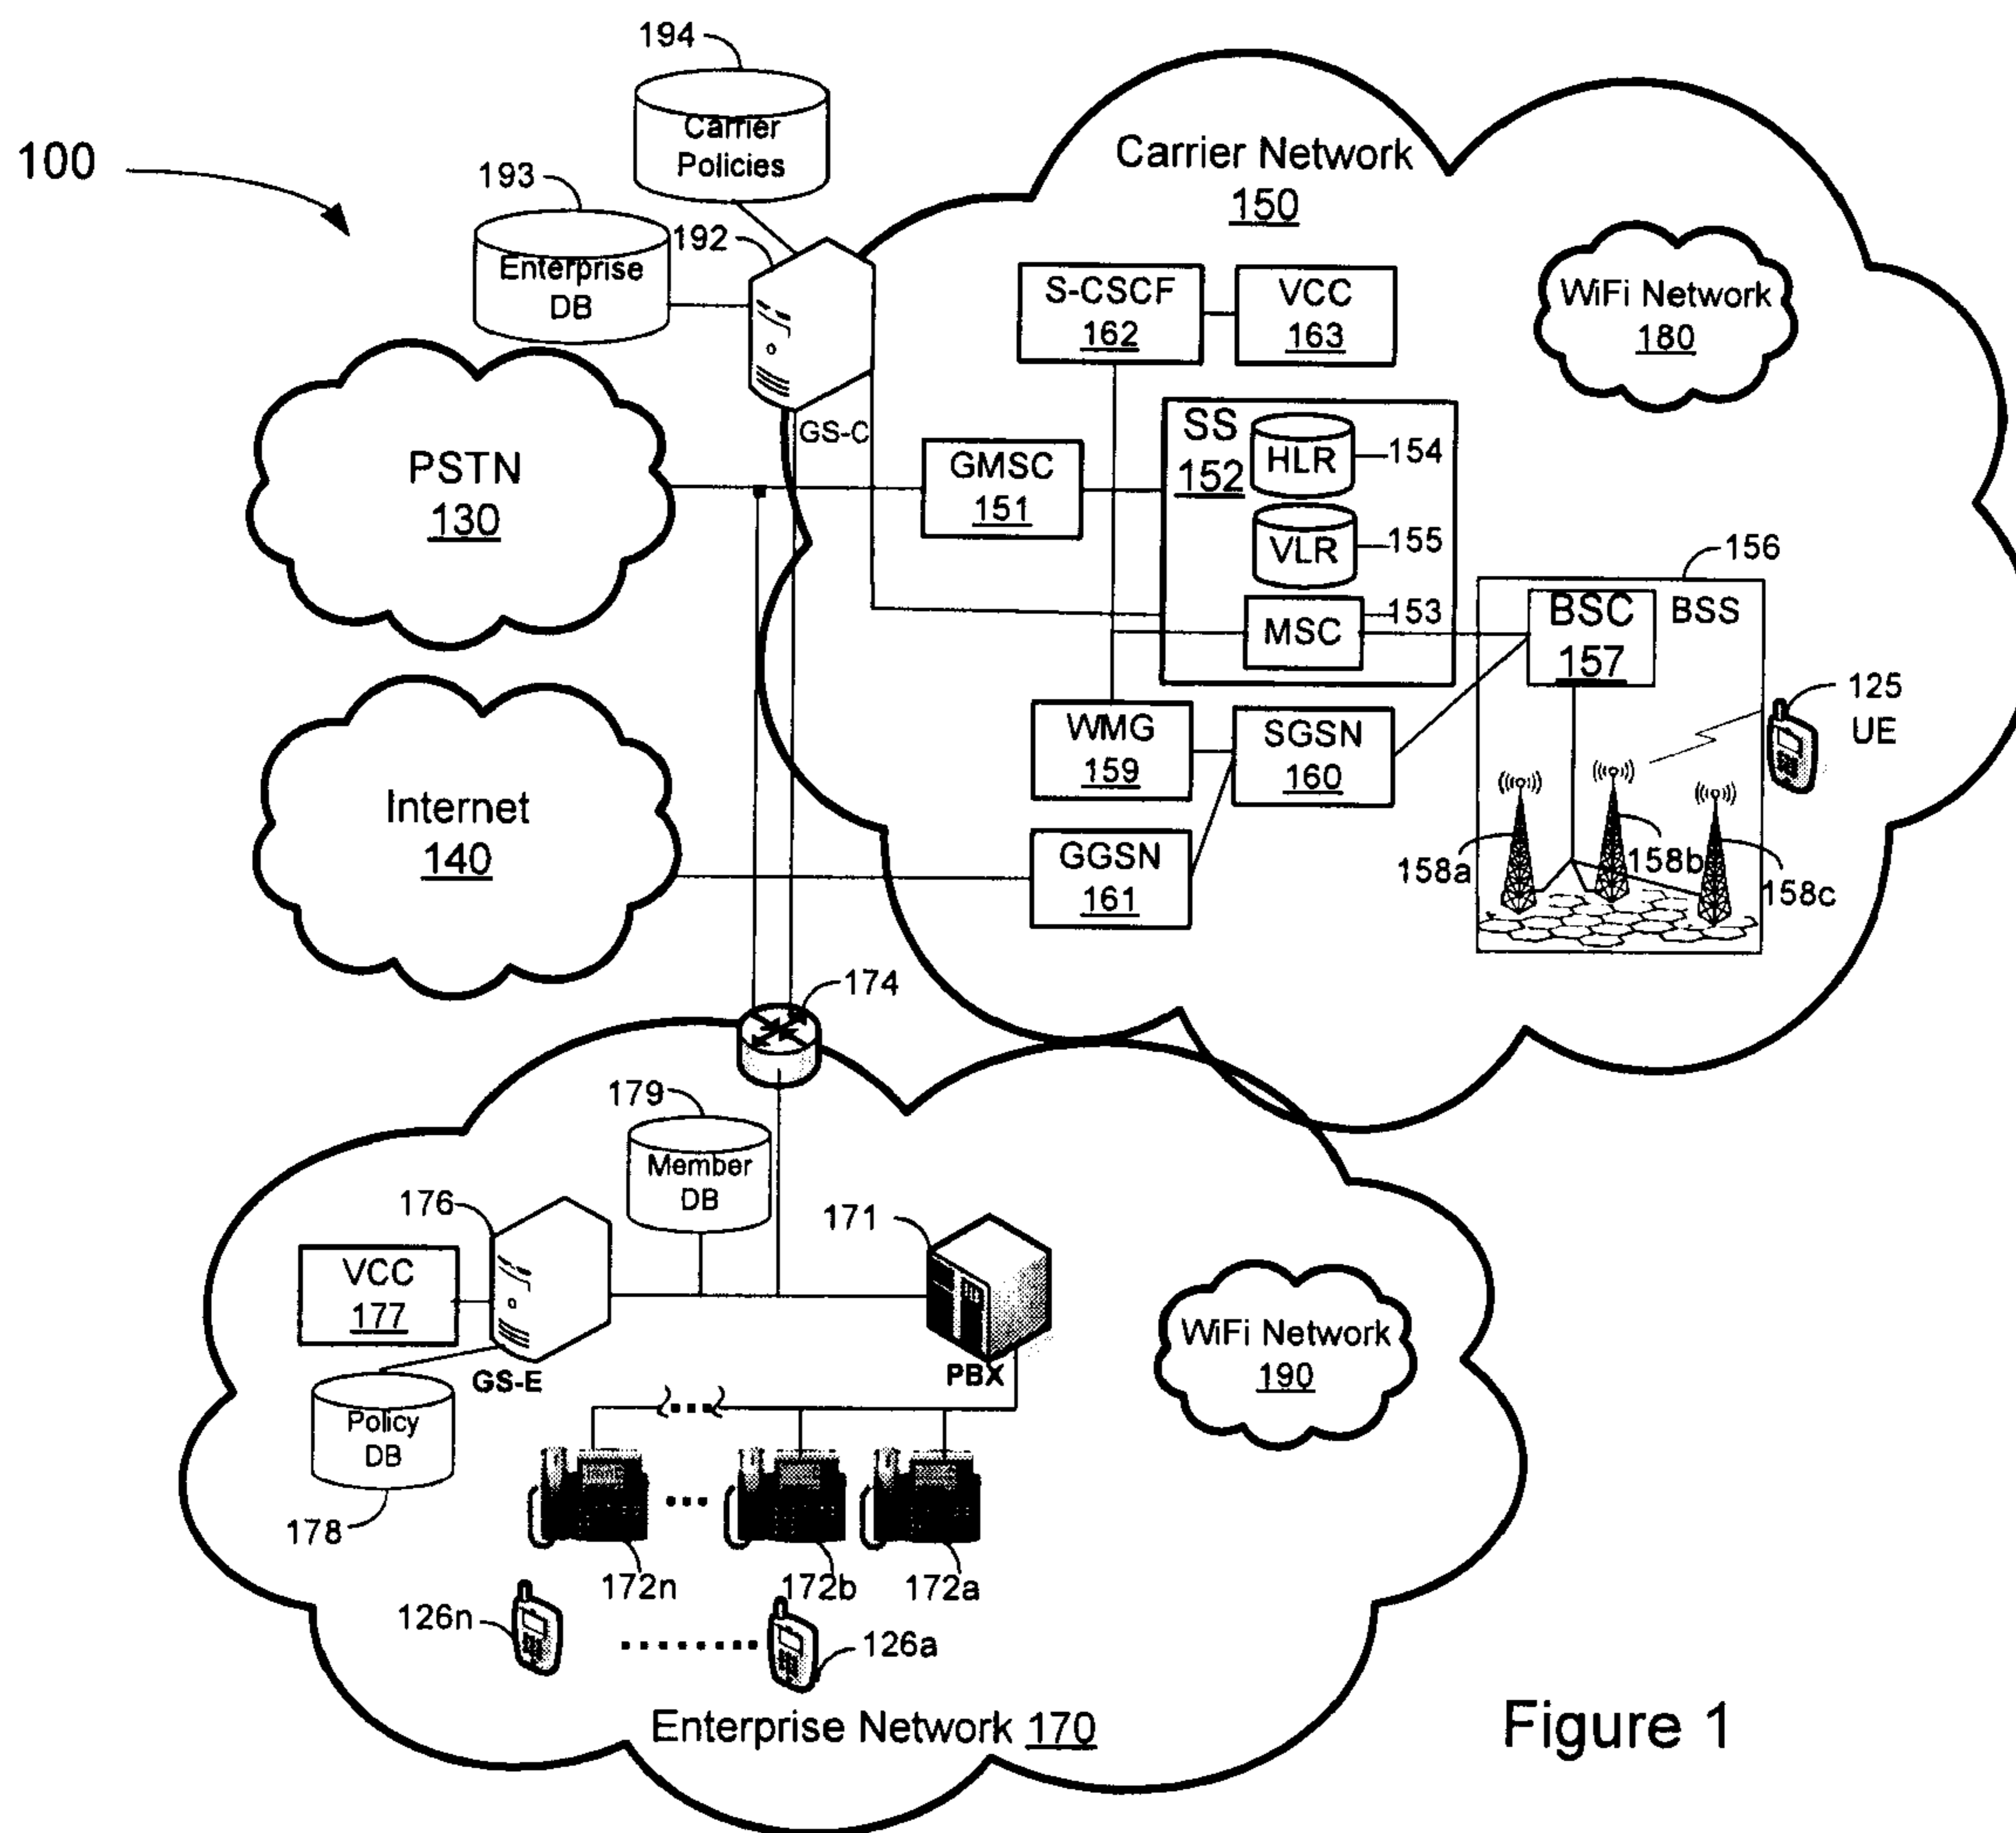 194
Carrier
Policies
100
193
Enterprise
DB
192
GS-C
Carrier Network
150
WiFi Network
180
S-CSCF
162
VCC
163
PSTN
130
GMSC
151
SS
152
HLR
154
VLR
155
MSC
153
156
BSC
157
BSS
125
UE
WMG
159
SGSN
160
GGSN
161
158a
158b
158c
Internet
140
174
179
Member
DB
176
171
VCC
177
GS-E
PBX
WiFi Network
190
Policy
DB
178
172n
172b
172a
126n
126a
Enterprise Network 170
Figure 1